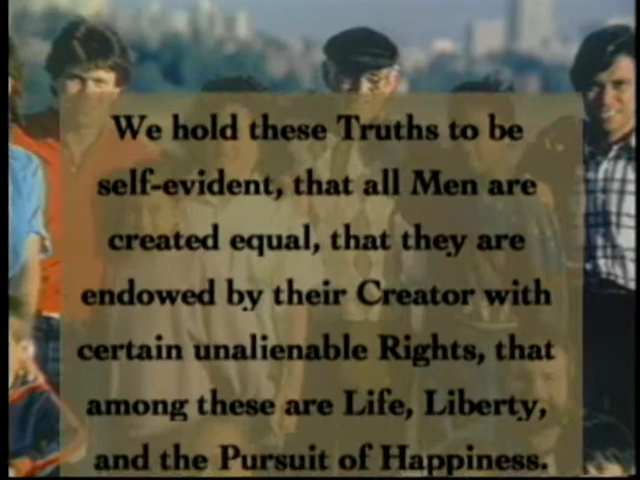 We hold these Truths to be
self-evident, that all Men are
created equal, that they are
endowed by their Creator with
certain unalienable Rights, that
among these are Life, Liberty,
and the Pursuit of Happiness.